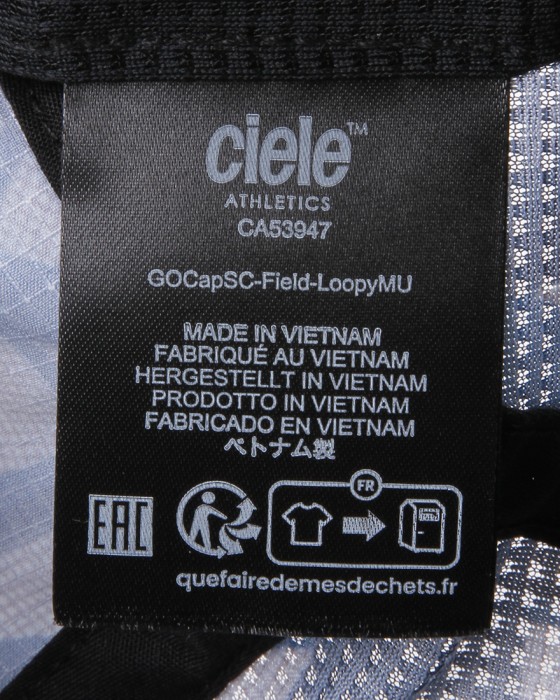 ciele™
ATHLETICS
CA53947
GOCapSC-Field-LoopyMU
MADE IN VIETNAM
FABRIQUÉ AU VIETNAM
HERGESTELLT IN VIETNAM
PRODOTTO IN VIETNAM
FABRICADO EN VIETNAM
ベトナム製
EAC
FR
quefairedemesdechets.fr